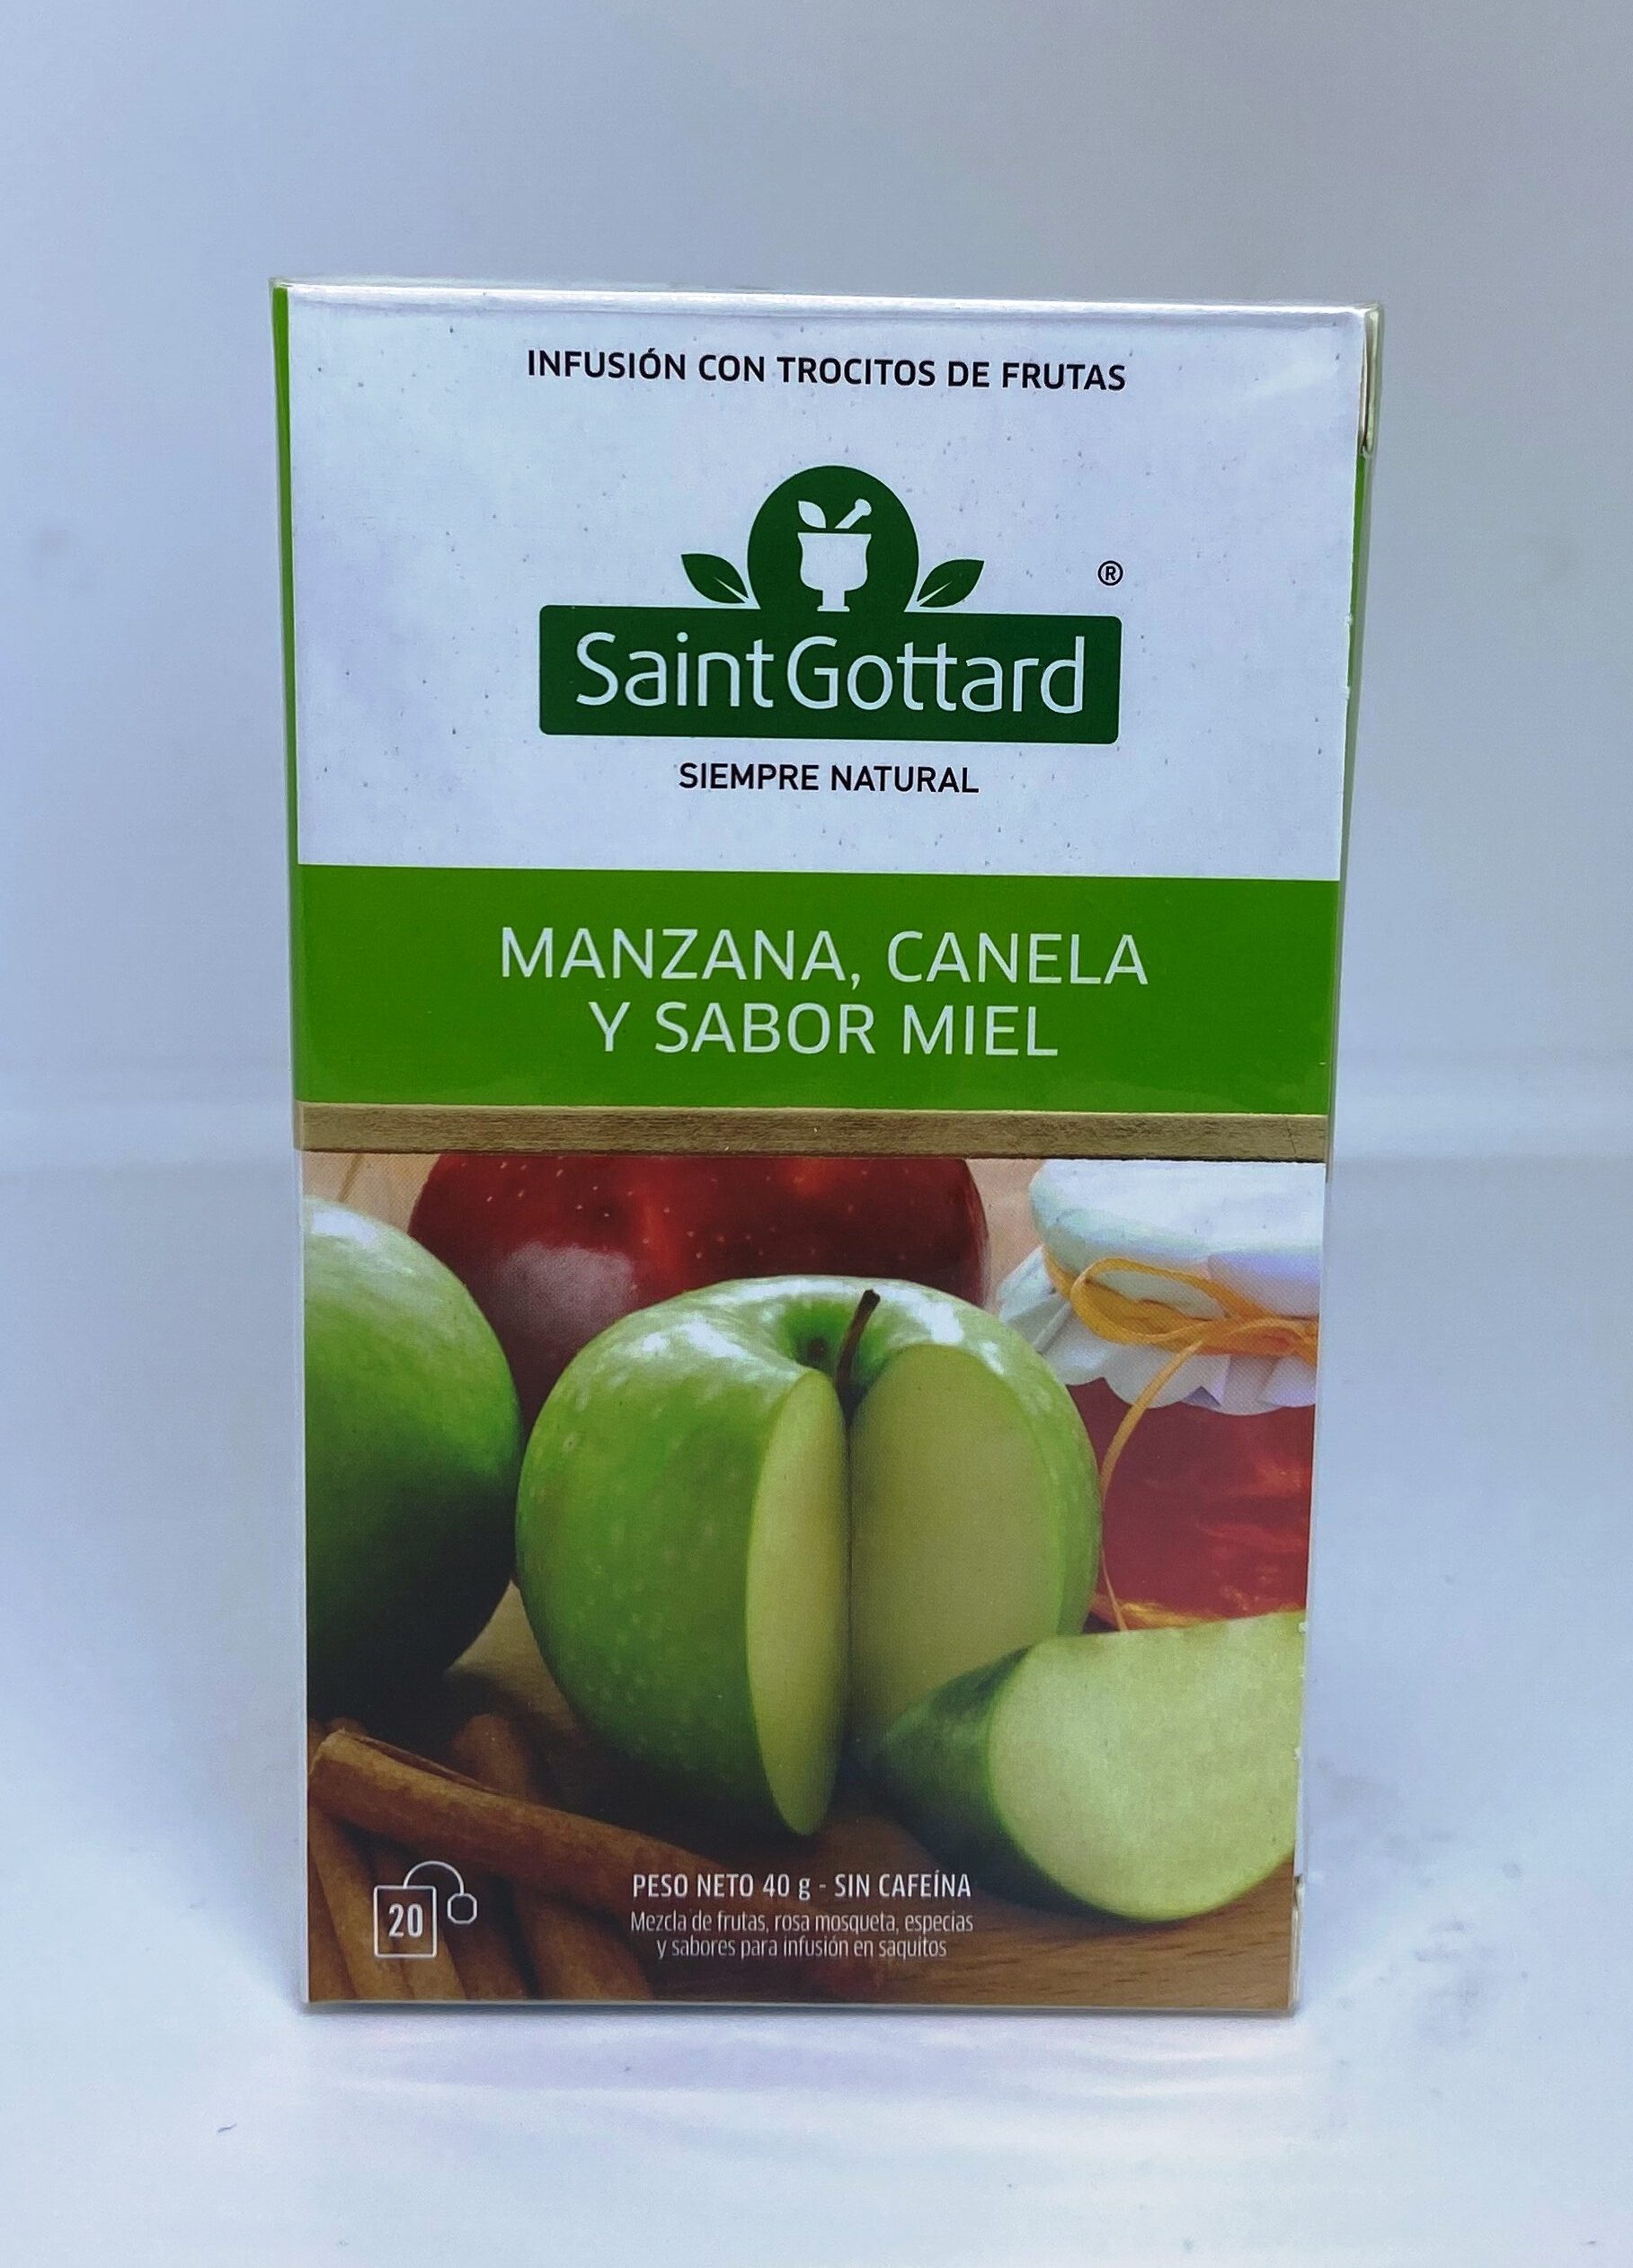 INFUSIÓN CON TROCITOS DE FRUTAS
®
Saint Gottard
SIEMPRE NATURAL
MANZANA, CANELA
Y SABOR MIEL
20
PESO NETO 40 g - SIN CAFEÍNA
Mezcla de frutas, rosa mosqueta, especias
y sabores para infusión en saquitos